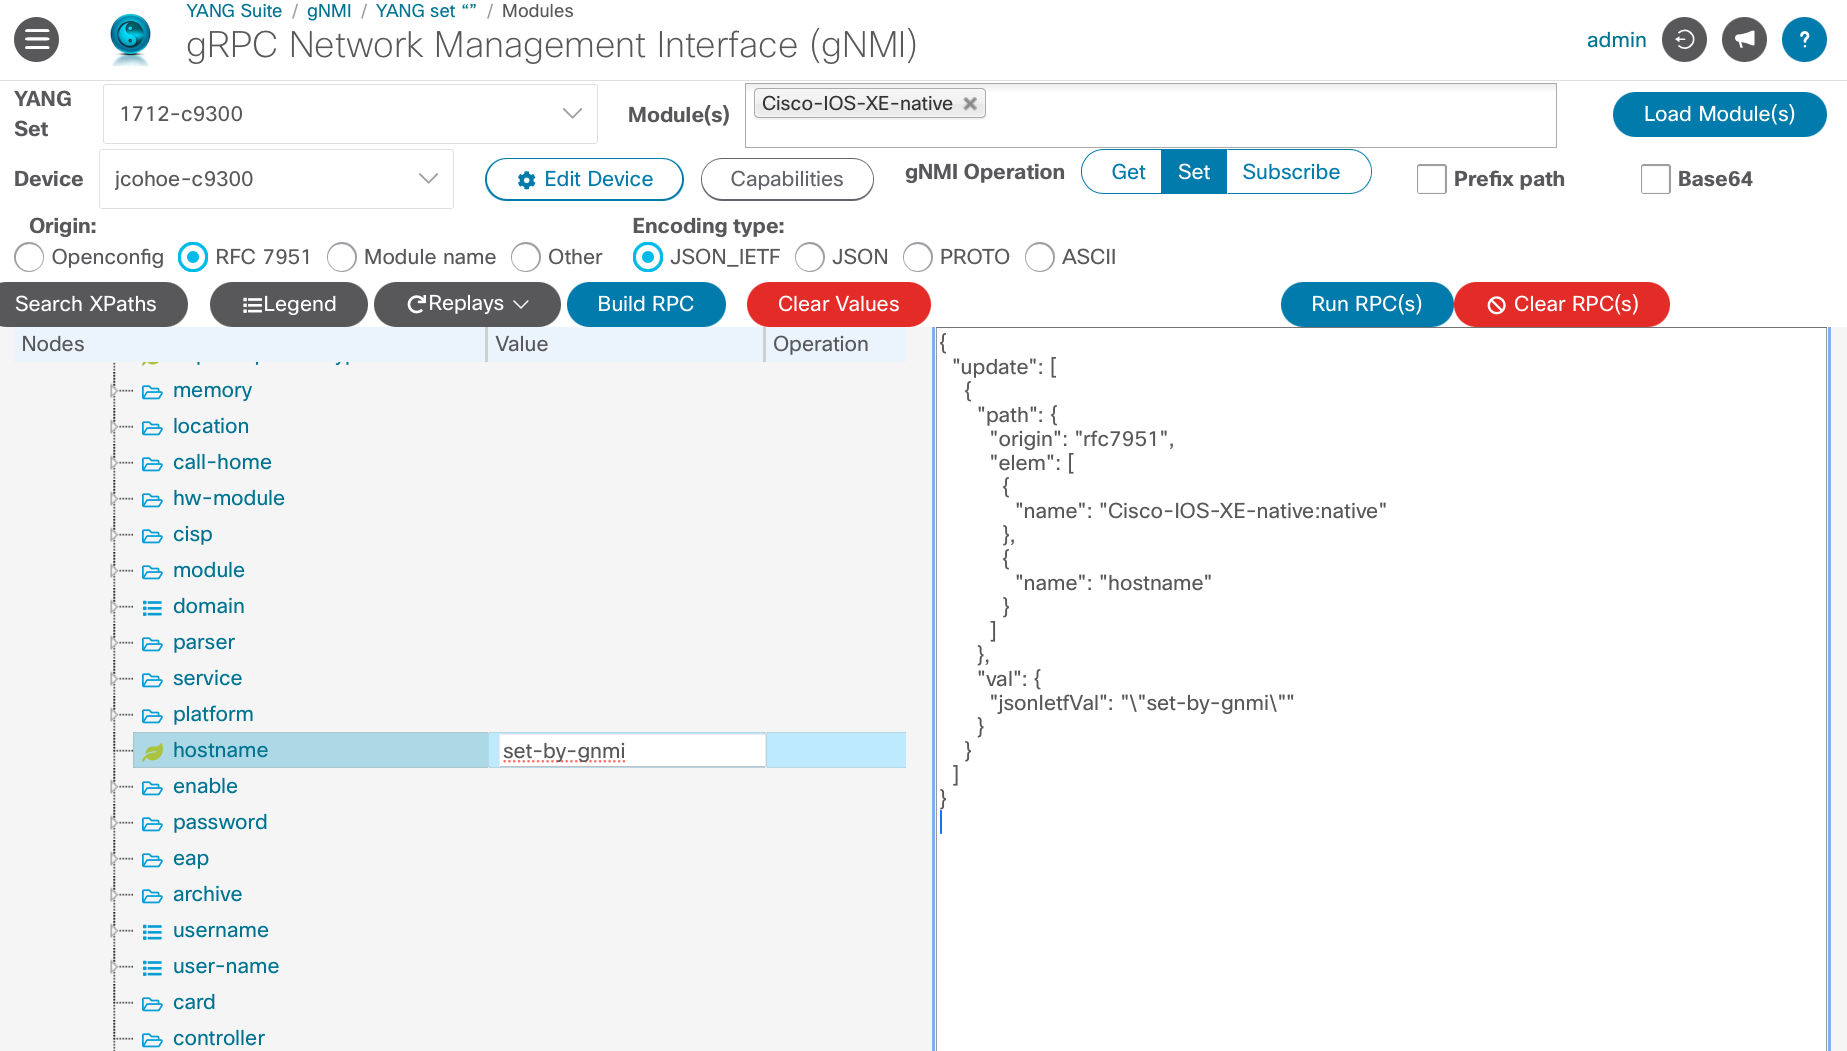 YANG Suite / gNMI / YANG set “” / Modules
gRPC Network Management Interface (gNMI)
admin
?
YANG Set
1712-c9300
Module(s)
Cisco-IOS-XE-native ✖
Load Module(s)
Device
jcohoe-c9300
Edit Device
Capabilities
gNMI Operation
Get
Set
Subscribe
Prefix path
Base64
Origin:
Openconfig
RFC 7951
Module name
Other
Encoding type:
JSON_IETF
JSON
PROTO
ASCII
Search XPaths
Legend
Replays
Build RPC
Clear Values
Run RPC(s)
Clear RPC(s)
Nodes
Value
Operation
memory
location
call-home
hw-module
cisp
module
domain
parser
service
platform
hostname
set-by-gnmi
enable
password
eap
archive
username
user-name
card
controller
{
"update": [
{
"path": {
"origin": "rfc7951",
"elem": [
{
"name": "Cisco-IOS-XE-native:native"
},
{
"name": "hostname"
}
]
},
"val": {
"jsonIetfVal": "\"set-by-gnmi\""
}
}
]
}